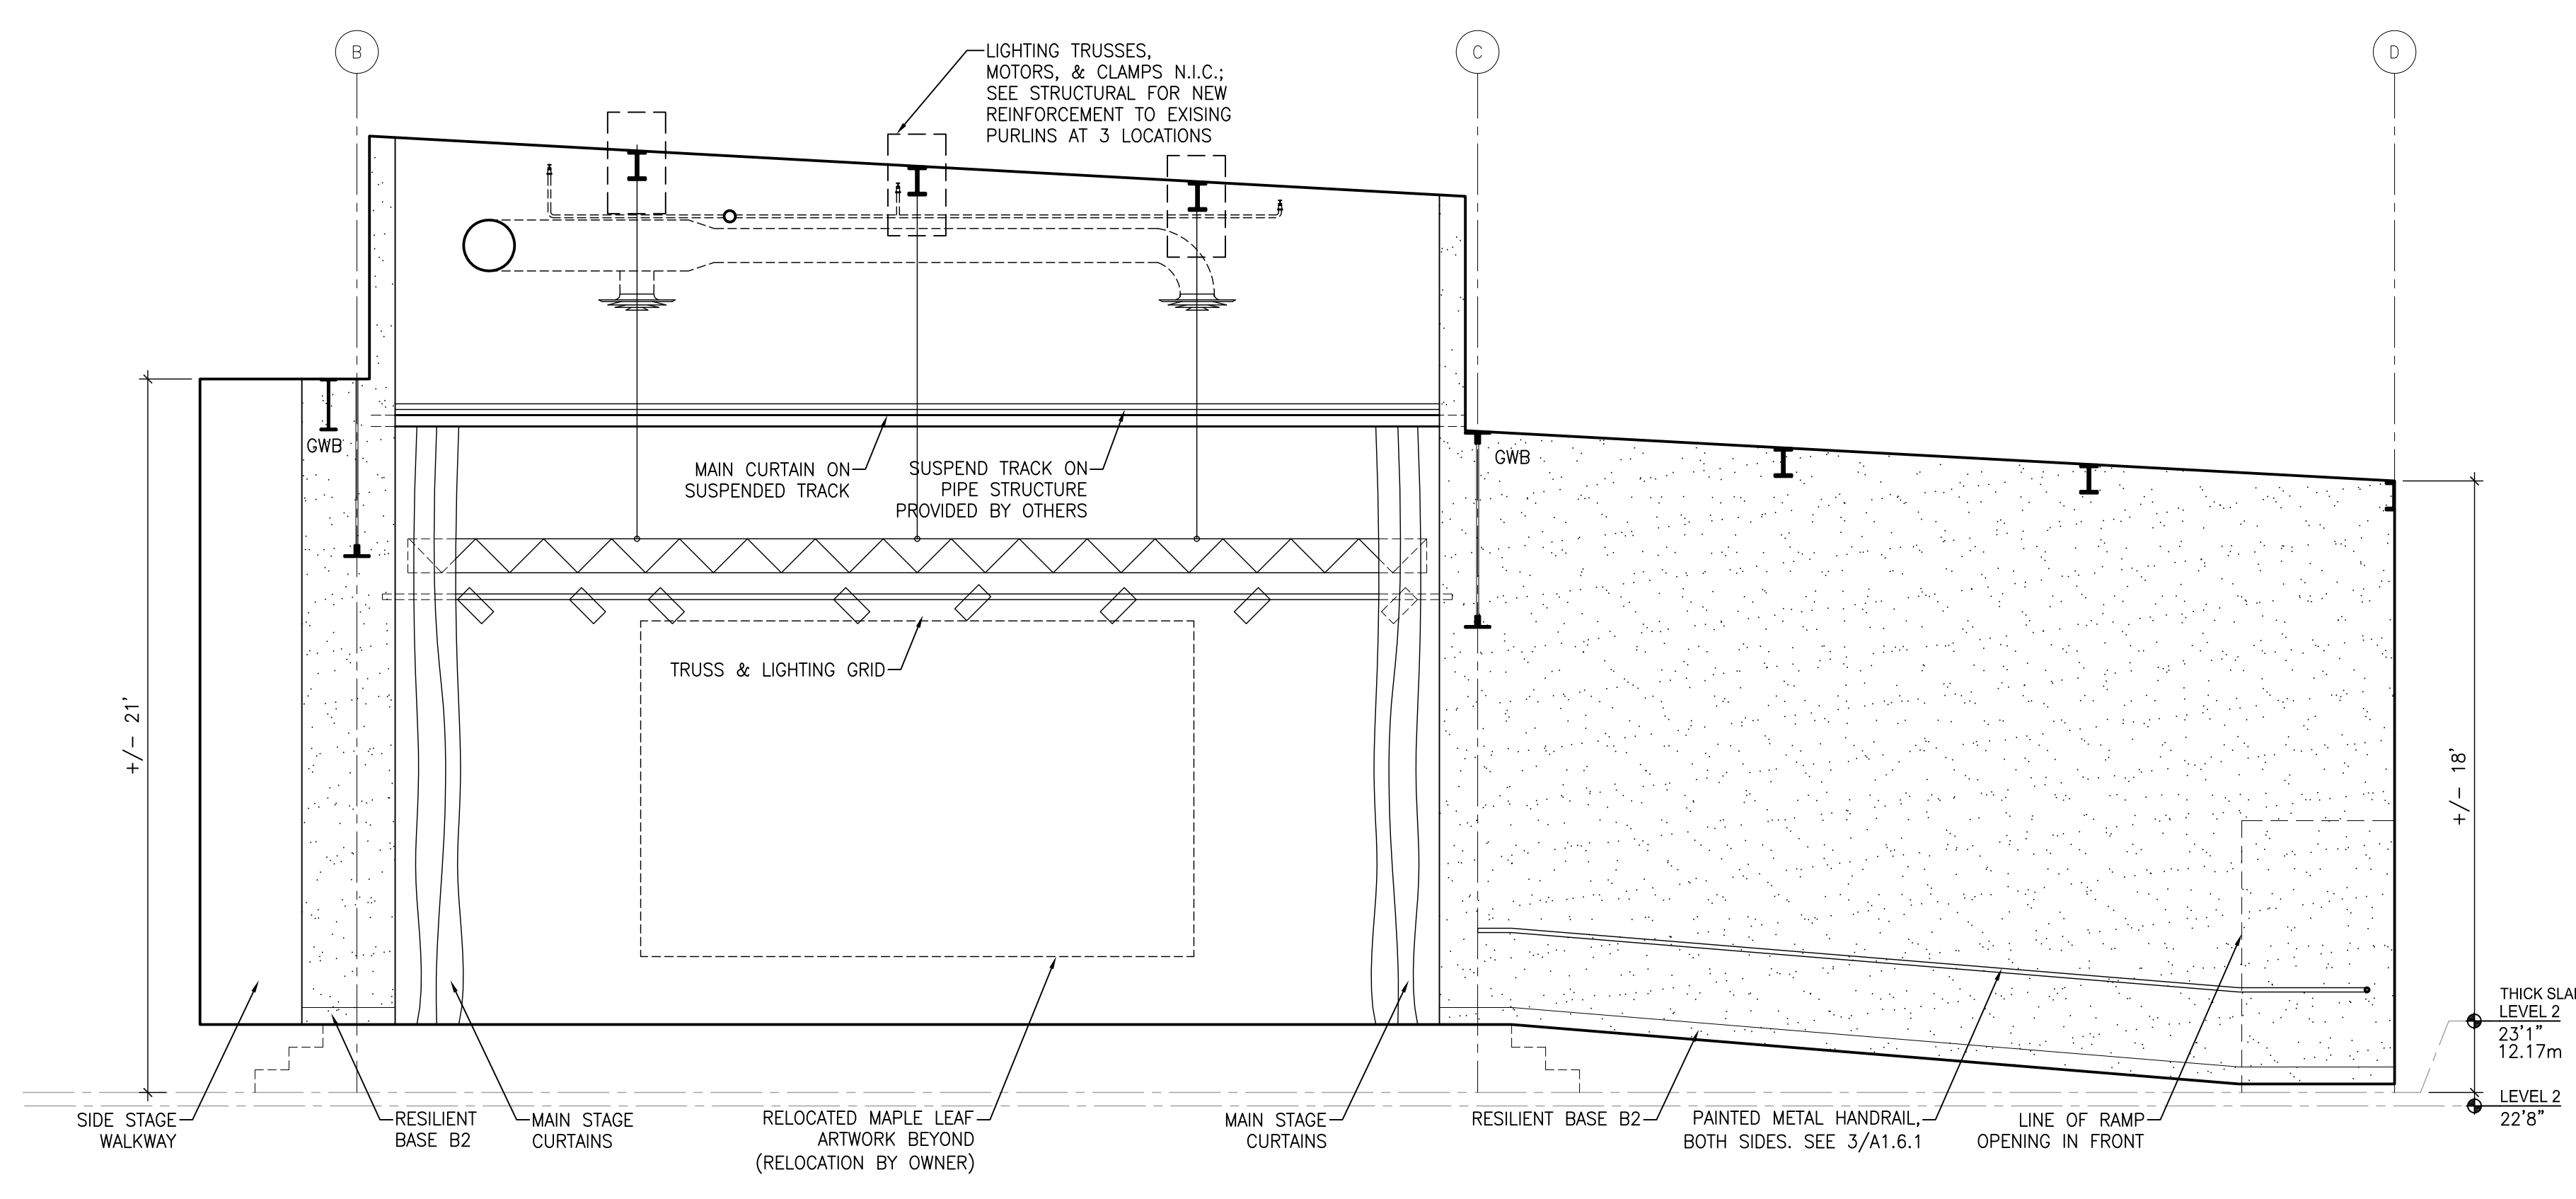 B
C
D
LIGHTING TRUSSES,
MOTORS, & CLAMPS N.I.C.;
SEE STRUCTURAL FOR NEW
REINFORCEMENT TO EXISING
PURLINS AT 3 LOCATIONS
GWB
MAIN CURTAIN ON
SUSPENDED TRACK
SUSPEND TRACK ON
PIPE STRUCTURE
PROVIDED BY OTHERS
GWB
TRUSS & LIGHTING GRID
+/- 21'
+/- 18'
THICK SLA
LEVEL 2
23'1"
12.17m
LEVEL 2
22'8"
SIDE STAGE
WALKWAY
RESILIENT
BASE B2
MAIN STAGE
CURTAINS
RELOCATED MAPLE LEAF
ARTWORK BEYOND
(RELOCATION BY OWNER)
MAIN STAGE
CURTAINS
RESILIENT BASE B2
PAINTED METAL HANDRAIL,
BOTH SIDES. SEE 3/A1.6.1
LINE OF RAMP
OPENING IN FRONT